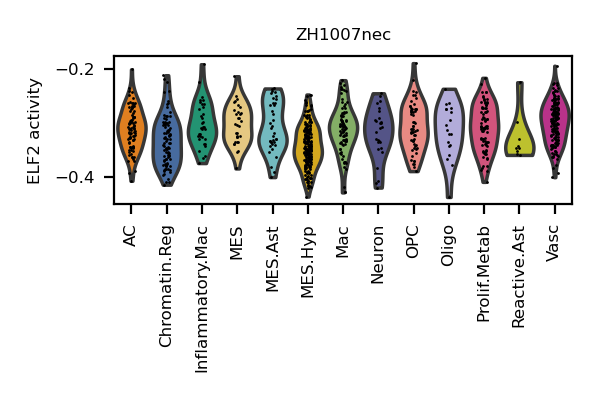 ZH1007nec
ELF2 activity
−0.2
−0.4
AC
Chromatin.Reg
Inflammatory.Mac
MES
MES.Ast
MES.Hyp
Mac
Neuron
OPC
Oligo
Prolif.Metab
Reactive.Ast
Vasc